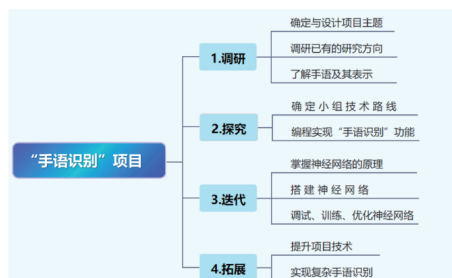 “手语识别”项目
1.调研
确定与设计项目主题
调研已有的研究方向
了解手语及其表示
2.探究
确定小组技术路线
编程实现“手语识别”功能
3.迭代
掌握神经网络的原理
搭建神经网络
调试、训练、优化神经网络
4.拓展
提升项目技术
实现复杂手语识别